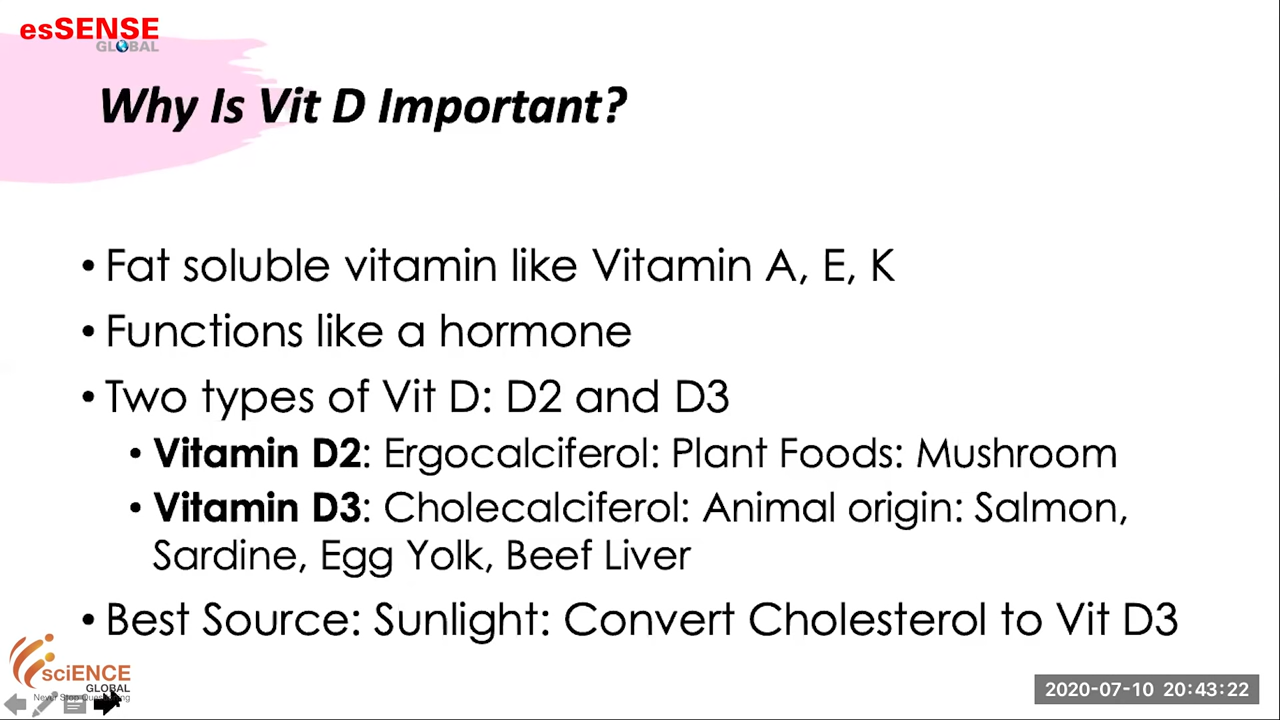 esSENSE
GLOBAL
Why Is Vit D Important?
• Fat soluble vitamin like Vitamin A, E, K
• Functions like a hormone
• Two types of Vit D: D2 and D3
• Vitamin D2: Ergocalciferol: Plant Foods: Mushroom
• Vitamin D3: Cholecalciferol: Animal origin: Salmon,
Sardine, Egg Yolk, Beef Liver
• Best Source: Sunlight: Convert Cholesterol to Vit D3
sciENCE
GLOBAL
2020-07-10 20:43:22